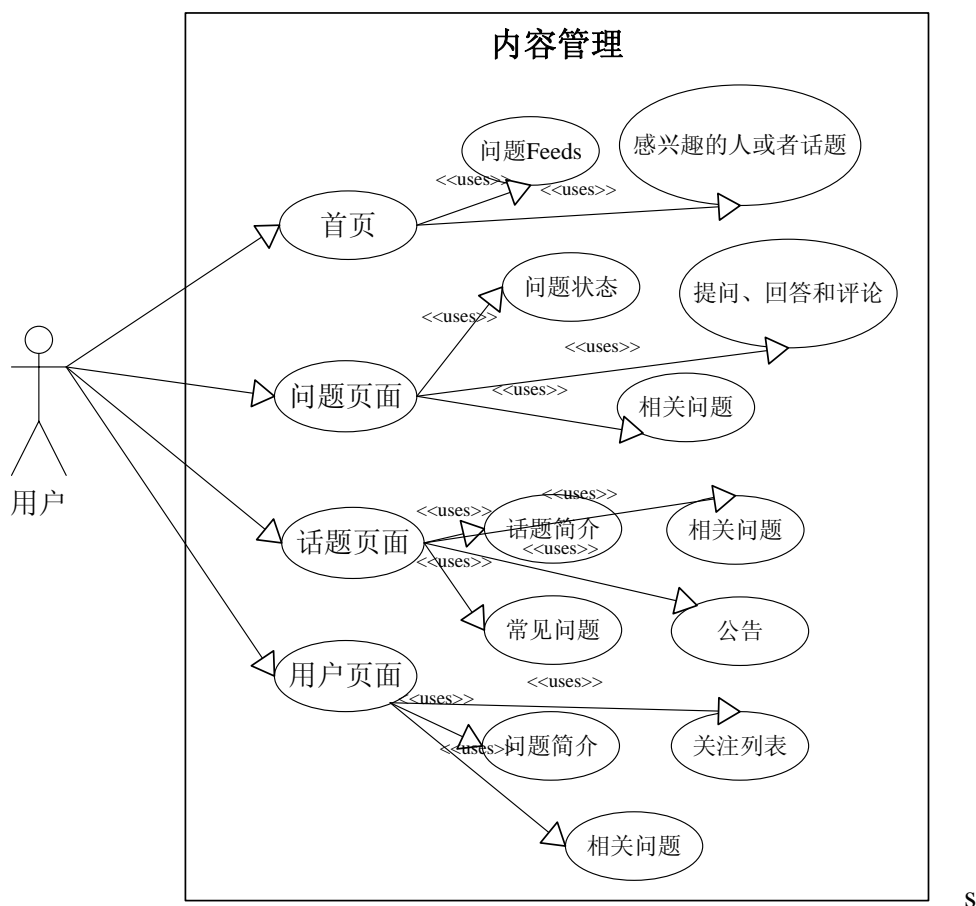 内容管理
问题Feeds
感兴趣的人或者话题
<<uses>>
<<uses>>
首页
问题状态
提问、回答和评论
<<uses>>
<<uses>>
<<uses>>
问题页面
相关问题
用户
<<uses>>
<<uses>>
话题简介
相关问题
话题页面
<<uses>>
<<uses>>
常见问题
公告
用户页面
<<uses>>
<<uses>>
问题简介
关注列表
<<uses>>
相关问题
s